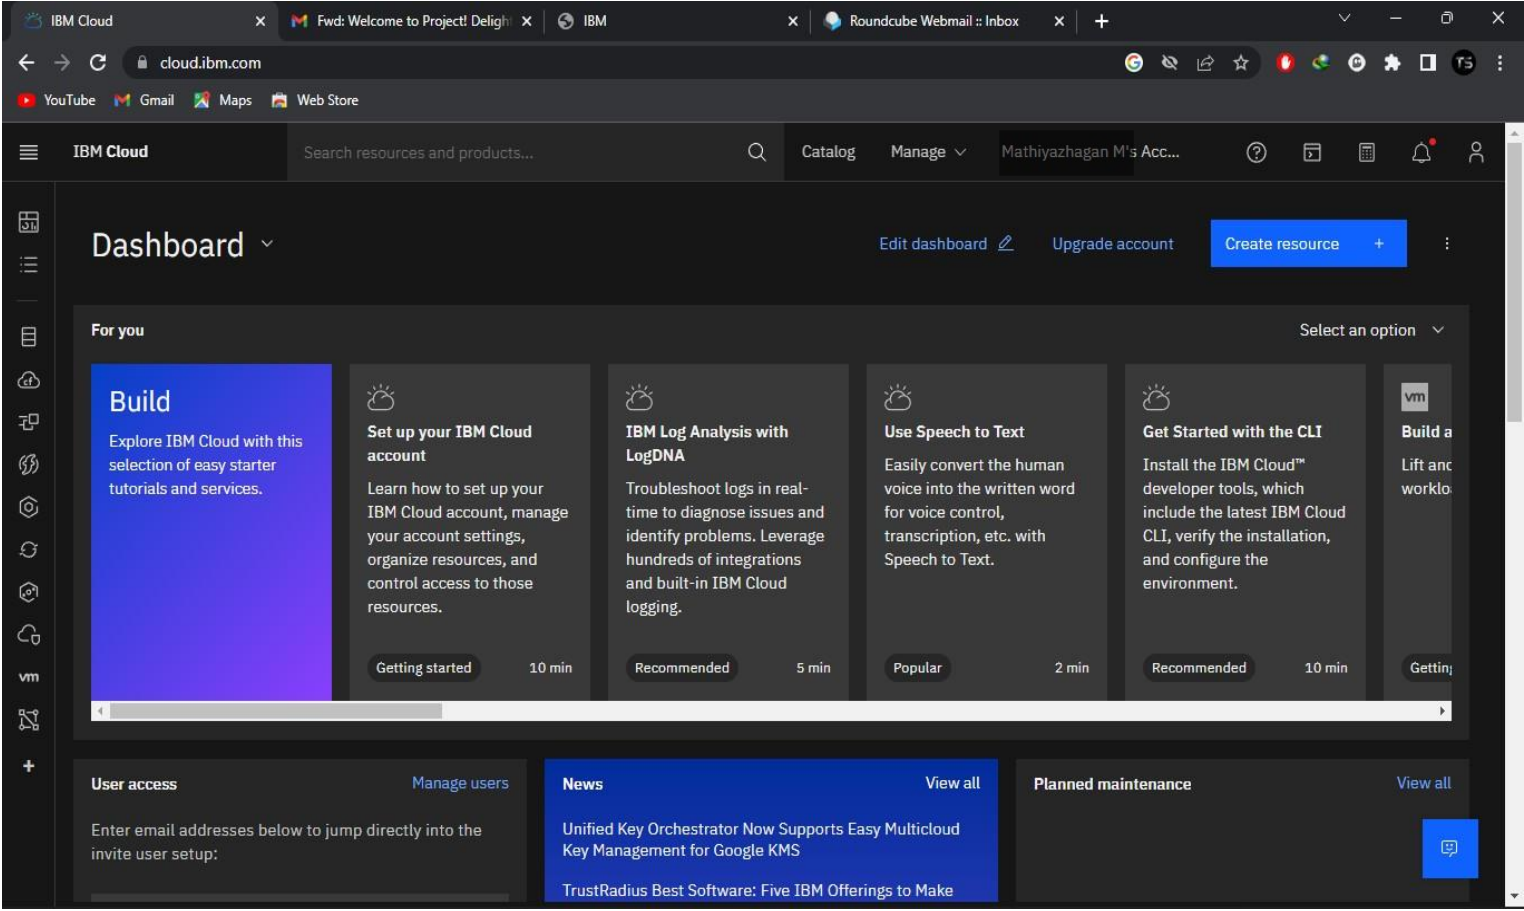 IBM Cloud
Fwd: Welcome to Project! Deligh
IBM
Roundcube Webmail :: Inbox
cloud.ibm.com
TS
YouTube
Gmail
Maps
Web Store
IBM Cloud
Search resources and products...
Catalog
Manage
Mathiyazhagan M's Acc...
Dashboard
Edit dashboard
Upgrade account
Create resource +
For you
Select an option
Build
Explore IBM Cloud with this
selection of easy starter
tutorials and services.
Set up your IBM Cloud
account
Learn how to set up your
IBM Cloud account, manage
your account settings,
organize resources, and
control access to those
resources.
Getting started
10 min
IBM Log Analysis with
LogDNA
Troubleshoot logs in real-
time to diagnose issues and
identify problems. Leverage
hundreds of integrations
and built-in IBM Cloud
logging.
Recommended
5 min
Use Speech to Text
Easily convert the human
voice into the written word
for voice control,
transcription, etc. with
Speech to Text.
Popular
2 min
Get Started with the CLI
Install the IBM Cloud™
developer tools, which
include the latest IBM Cloud
CLI, verify the installation,
and configure the
environment.
Recommended
10 min
vm
Build a
Lift and
worklo
Getting
cf
vm
User access
Manage users
Enter email addresses below to jump directly into the
invite user setup:
News
View all
Unified Key Orchestrator Now Supports Easy Multicloud
Key Management for Google KMS
TrustRadius Best Software: Five IBM Offerings to Make
Planned maintenance
View all